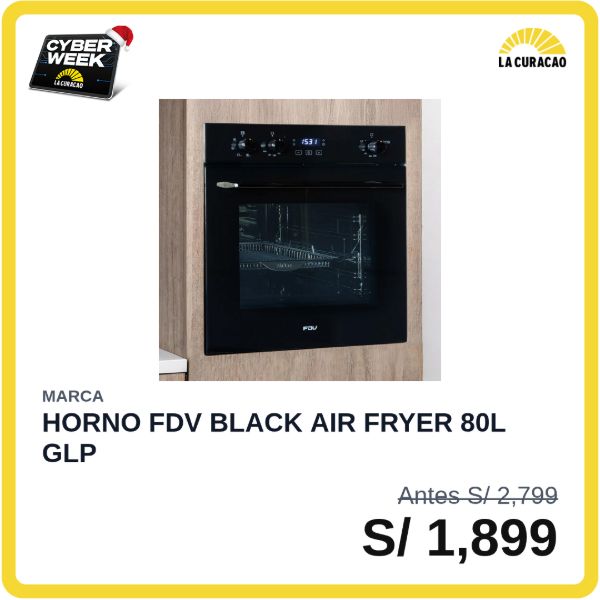 CYBER
WEEK
LA CURACAO
LA CURACAO
1531
FDV
MARCA
HORNO FDV BLACK AIR FRYER 80L
GLP
Antes S/ 2,799
S/ 1,899